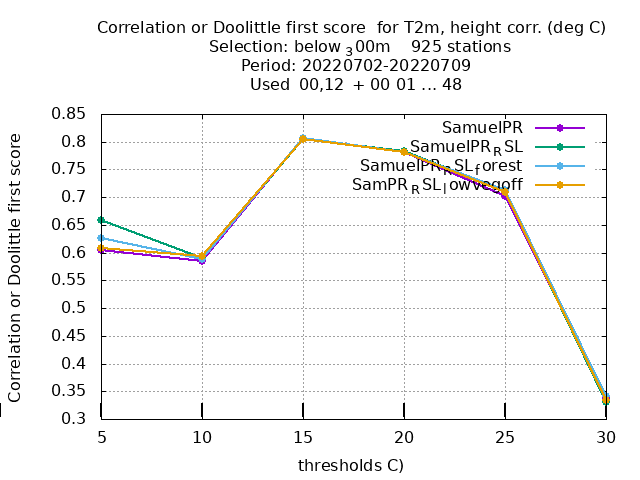 Correlation or Doolittle first score for T2m, height corr. (deg C)
Selection: below 300m 925 stations
Period: 20220702-20220709
Used 00,12 + 00 01 ... 48
Correlation or Doolittle first score
0.85
0.8
0.75
0.7
0.65
0.6
0.55
0.5
0.45
0.4
0.35
0.3
SamuelPR
SamuelPRRSL
SamuelPRRSLforest
SamPRRSLlowvegoff
5 10 15 20 25 30
thresholds C)